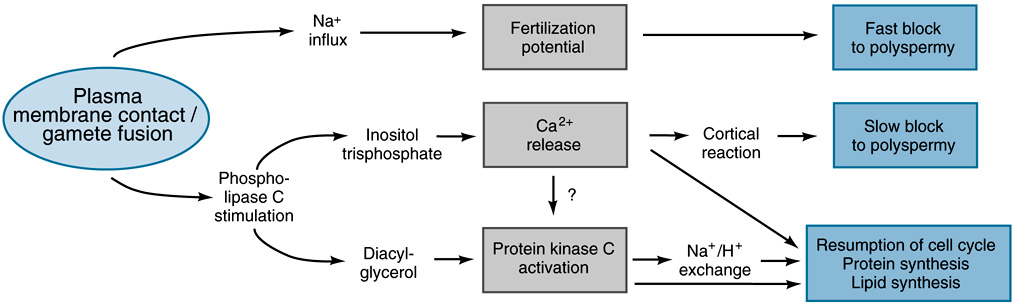 Na⁺
influx
Fertilization
potential
Fast block
to polyspermy
Plasma
membrane contact /
gamete fusion
Inositol
trisphosphate
Ca²⁺
release
Cortical
reaction
Slow block
to polyspermy
Phospho-
lipase C
stimulation
?
Diacyl-
glycerol
Protein kinase C
activation
Na⁺/H⁺
exchange
Resumption of cell cycle
Protein synthesis
Lipid synthesis